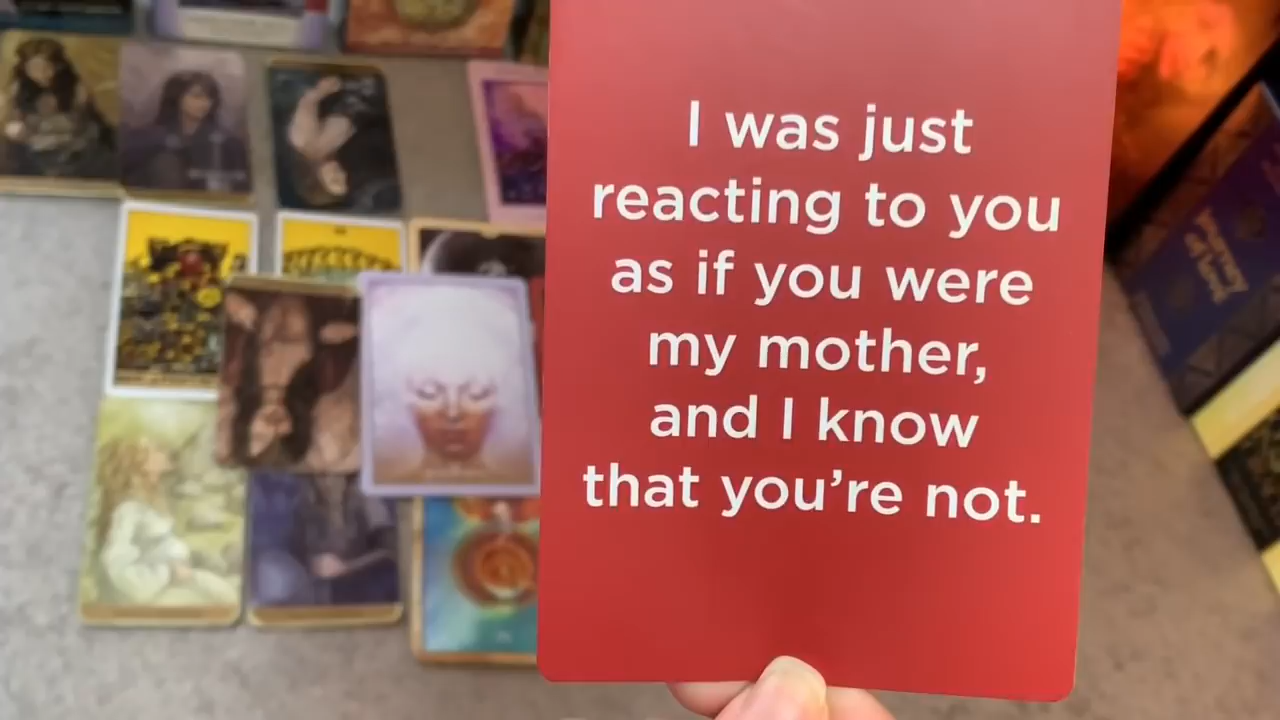 I was just
reacting to you
as if you were
my mother,
and I know
that you're not.